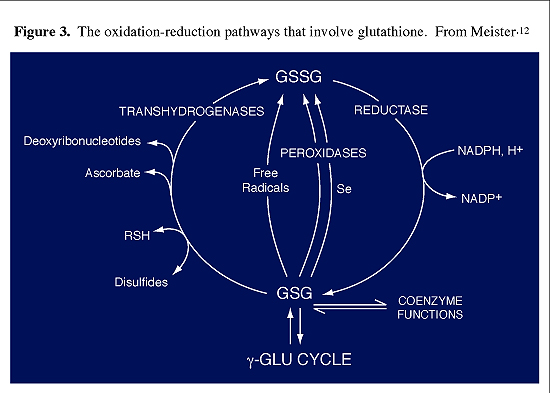 Figure 3. The oxidation-reduction pathways that involve glutathione. From Meister.12
GSSG
TRANSHYDROGENASES
REDUCTASE
Deoxyribonucleotides
Ascorbate
PEROXIDASES
Free
Radicals
Se
NADPH, H+
NADP+
RSH
Disulfides
GSG
COENZYME
FUNCTIONS
γ-GLU CYCLE